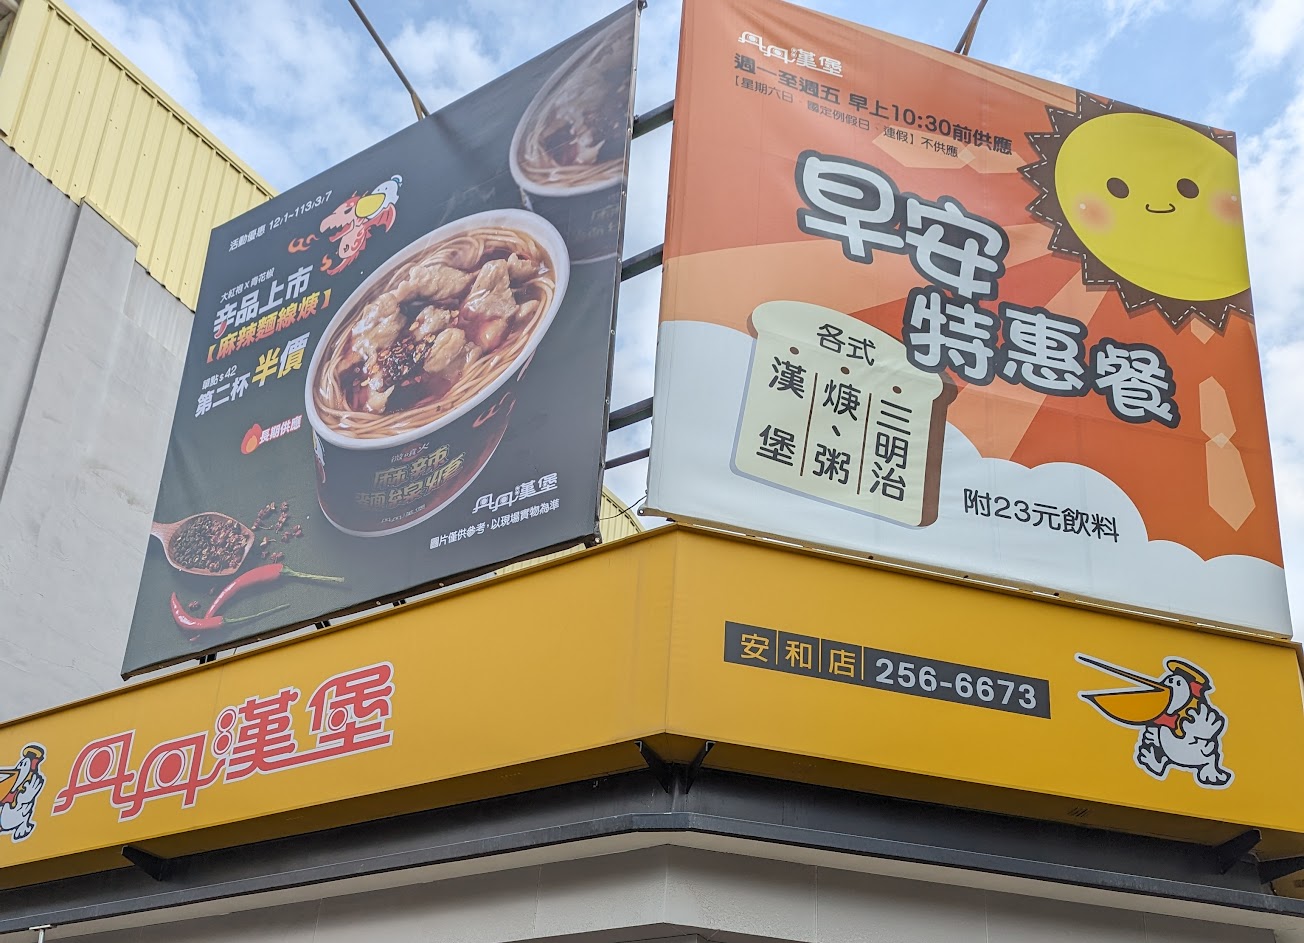 活動優惠 12/1~113/3/7
大紅袍X青花椒
辛品上市
【麻辣麵線焿】
單點$42
第二杯 半價
長期供應
微噴火
麻辣
麵線焿
丹丹漢堡
圖片僅供參考,以現場實物為準
丹丹漢堡
週一至週五 早上10:30前供應
【星期六日．國定例假日．連假】不供應
早安
特惠餐
各式
漢堡
焿、粥
三明治
附23元飲料
丹丹漢堡
安和店 256-6673